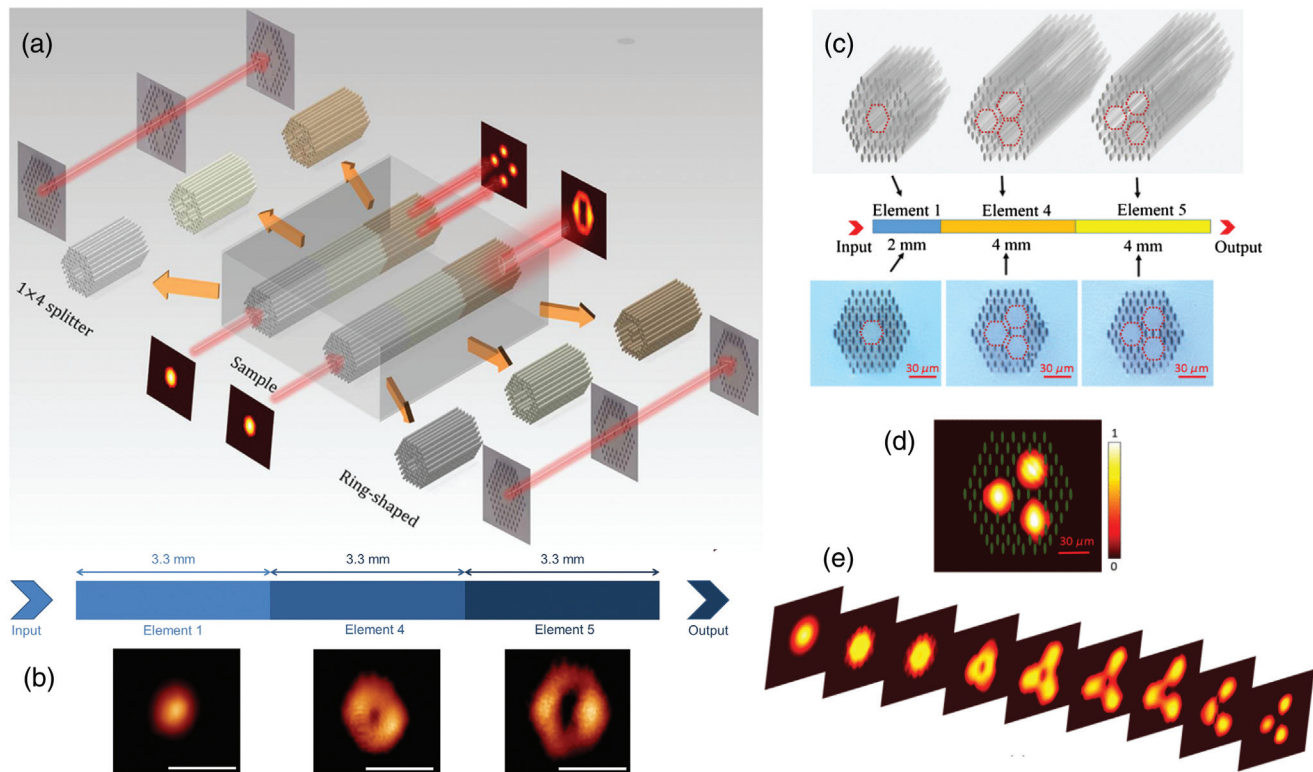 (a)
1×4 splitter
Sample
Ring-shaped
3.3 mm
3.3 mm
3.3 mm
Input
Element 1
Element 4
Element 5
Output
(b)
(c)
Element 1
Element 4
Element 5
Input
2 mm
4 mm
4 mm
Output
30 μm
30 μm
30 μm
(d)
1
30 μm
0
(e)